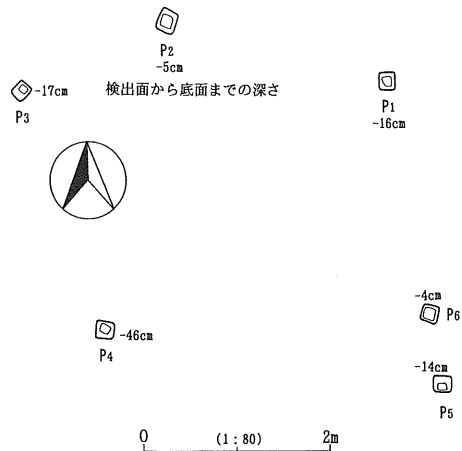 P2
-5cm
検出面から底面までの深さ
-17cm
P3
P1
-16cm
-46cm
P4
-4cm
P6
-14cm
P5
0 (1:80) 2m